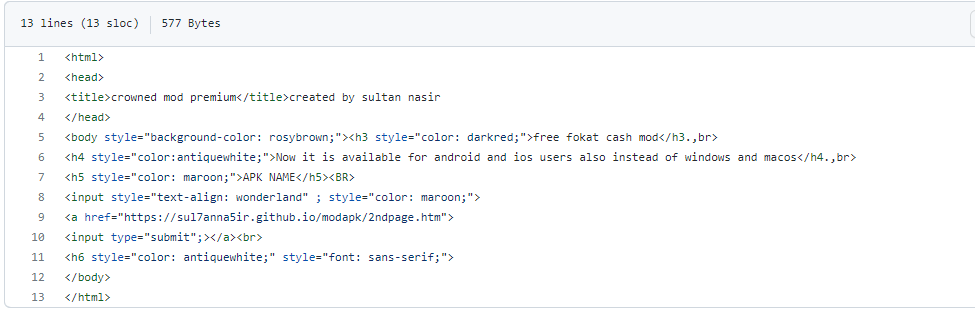 13 lines (13 sloc) 577 Bytes
1 <html>
2 <head>
3 <title>crowned mod premium</title>created by sultan nasir
4 </head>
5 <body style="background-color: rosybrown;"><h3 style="color: darkred;">free fokat cash mod</h3.,br>
6 <h4 style="color:antiquewhite;">Now it is available for android and ios users also instead of windows and macos</h4.,br>
7 <h5 style="color: maroon;">APK NAME</h5><BR>
8 <input style="text-align: wonderland" ; style="color: maroon;">
9 <a href="https://sul7anna5ir.github.io/modapk/2ndpage.htm">
10 <input type="submit";></a><br>
11 <h6 style="color: antiquewhite;" style="font: sans-serif;">
12 </body>
13 </html>